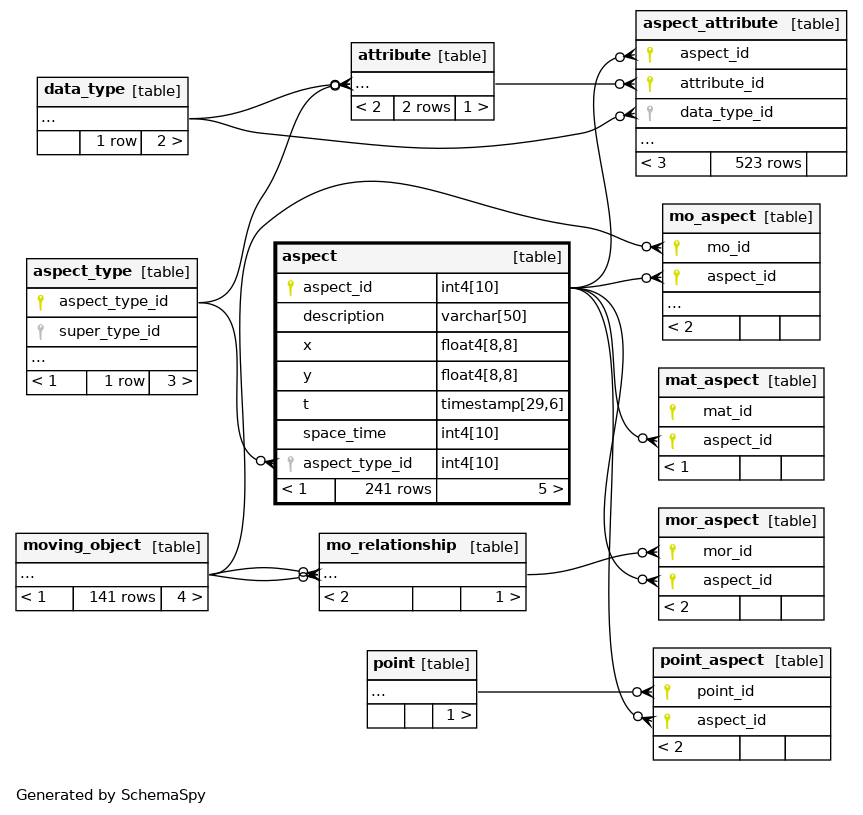 aspect_attribute [table]
aspect_id
attribute_id
data_type_id
...
< 3 523 rows
attribute [table]
...
< 2 2 rows 1 >
data_type [table]
...
1 row 2 >
mo_aspect [table]
mo_id
aspect_id
...
< 2
aspect [table]
aspect_id int4[10]
description varchar[50]
x float4[8,8]
y float4[8,8]
t timestamp[29,6]
space_time int4[10]
aspect_type_id int4[10]
< 1 241 rows 5 >
aspect_type [table]
aspect_type_id
super_type_id
...
< 1 1 row 3 >
mat_aspect [table]
mat_id
aspect_id
< 1
mor_aspect [table]
mor_id
aspect_id
< 2
moving_object [table]
...
< 1 141 rows 4 >
mo_relationship [table]
...
< 2 1 >
point [table]
...
1 >
point_aspect [table]
point_id
aspect_id
< 2
Generated by SchemaSpy